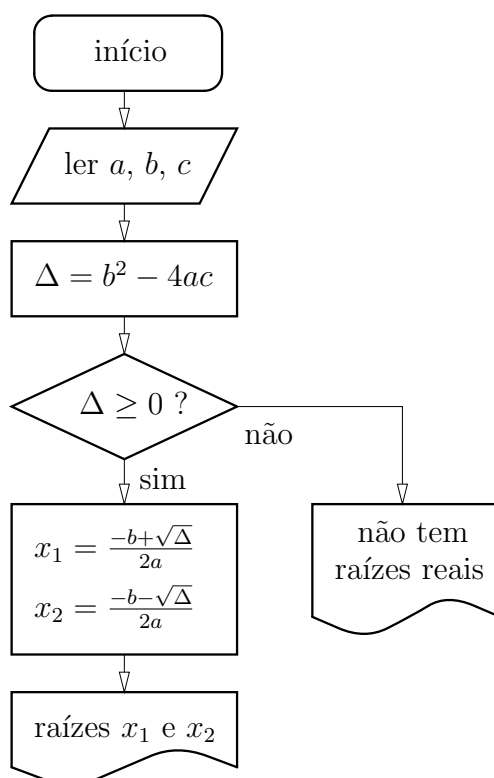 início
ler a, b, c
Δ = b² − 4ac
Δ ≥ 0 ?
não
sim
x₁ = (−b+√Δ)/2a
x₂ = (−b−√Δ)/2a
não tem
raízes reais
raízes x₁ e x₂